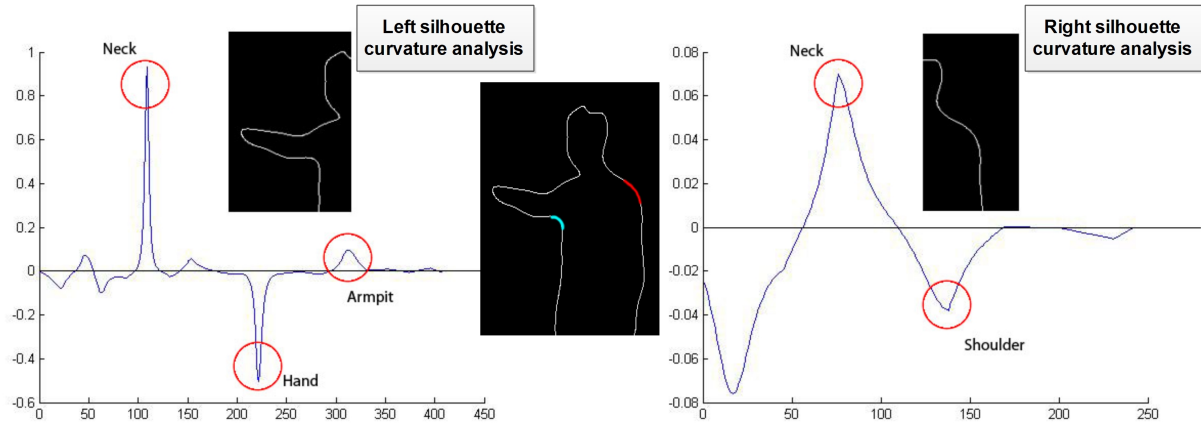 Left silhouette
curvature analysis
Neck
1
0.8
0.6
0.4
0.2
0
-0.2
-0.4
-0.6
Armpit
Hand
0 50 100 150 200 250 300 350 400 450
Right silhouette
curvature analysis
Neck
0.08
0.06
0.04
0.02
0
-0.02
-0.04
-0.06
-0.08
Shoulder
0 50 100 150 200 250